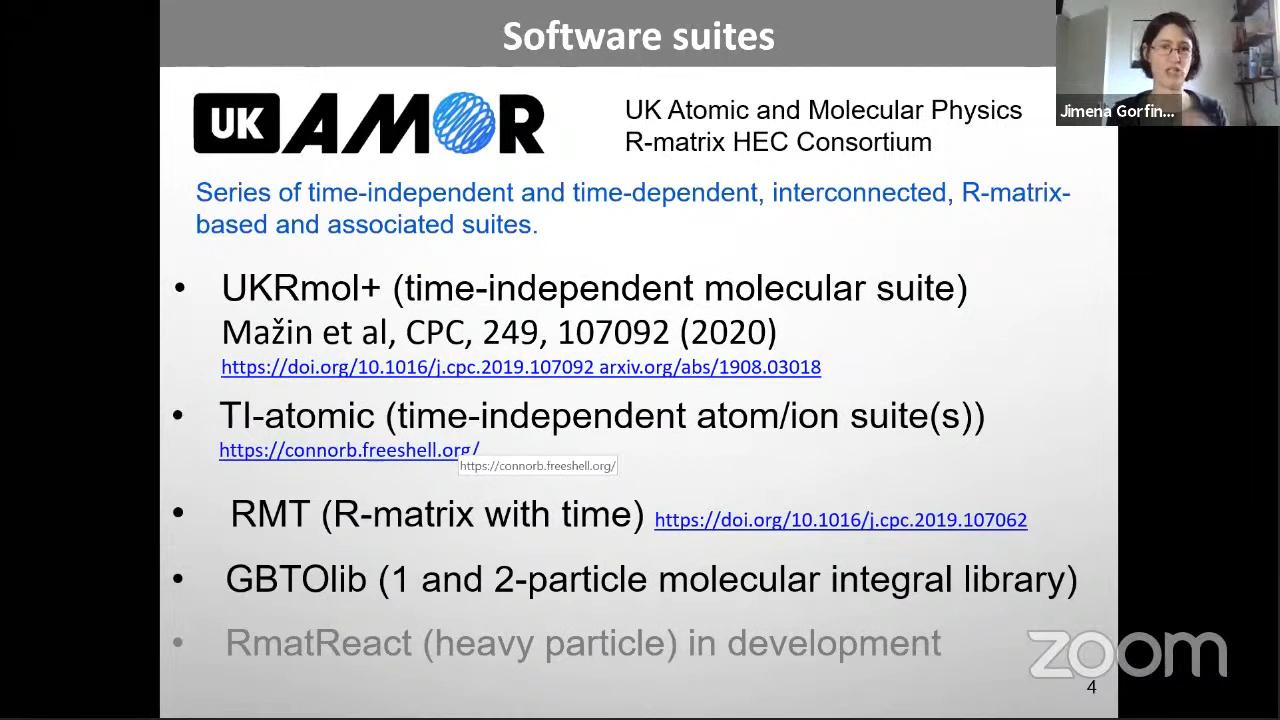 Software suites
UK AMOR
UK Atomic and Molecular Physics
R-matrix HEC Consortium
Jimena Gorfin...
Series of time-independent and time-dependent, interconnected, R-matrix-
based and associated suites.
• UKRmol+ (time-independent molecular suite)
Mažin et al, CPC, 249, 107092 (2020)
https://doi.org/10.1016/j.cpc.2019.107092 arxiv.org/abs/1908.03018
• TI-atomic (time-independent atom/ion suite(s))
https://connorb.freeshell.org/
https://connorb.freeshell.org/
• RMT (R-matrix with time) https://doi.org/10.1016/j.cpc.2019.107062
• GBTOlib (1 and 2-particle molecular integral library)
• RmatReact (heavy particle) in development
zoom
4